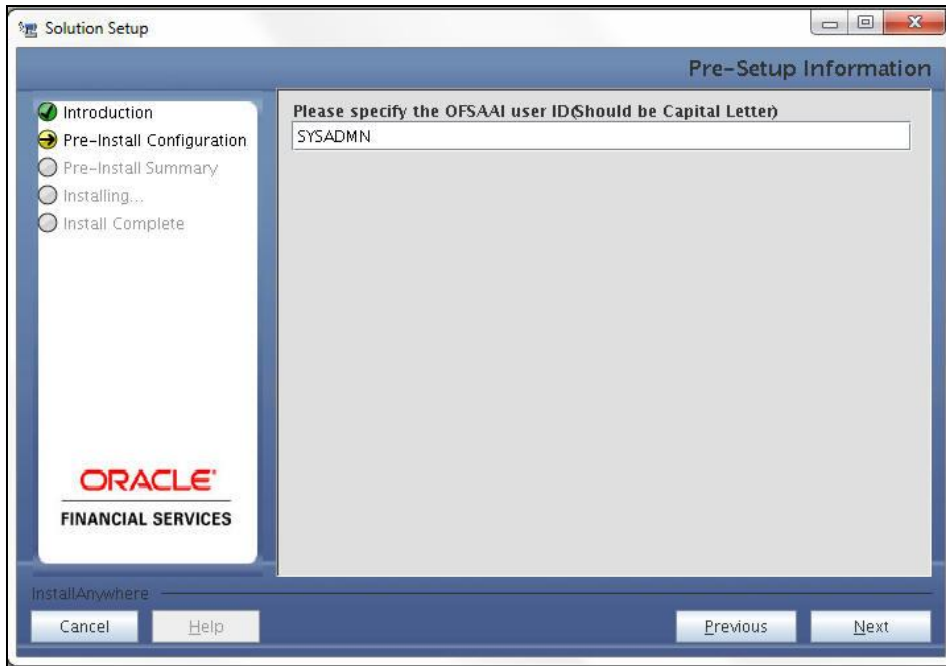 Solution Setup
Pre-Setup Information
Introduction
Pre-Install Configuration
Pre-Install Summary
Installing...
Install Complete
ORACLE
FINANCIAL SERVICES
Please specify the OFSAAI user ID(Should be Capital Letter)
SYSADMN
InstallAnywhere
Cancel
Help
Previous
Next